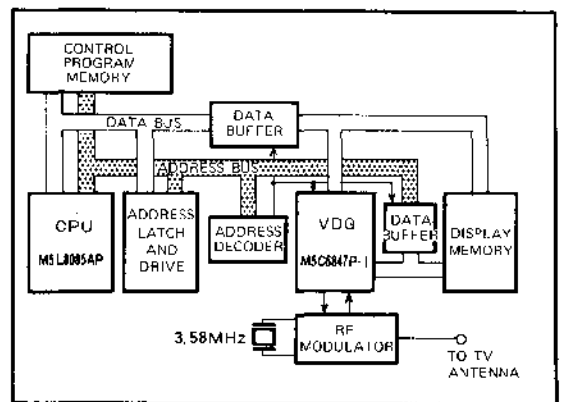 CONTROL
PROGRAM
MEMORY
DATA BUS
DATA
BUFFER
ADDRESS BUS
CPU
M5L8085AP
ADDRESS
LATCH
AND
DRIVE
ADDRESS
DECODER
VDG
M5C6847P-1
DATA
BUFFER
DISPLAY
MEMORY
3,58MHz
RF
MODULATOR
TO TV
ANTENNA